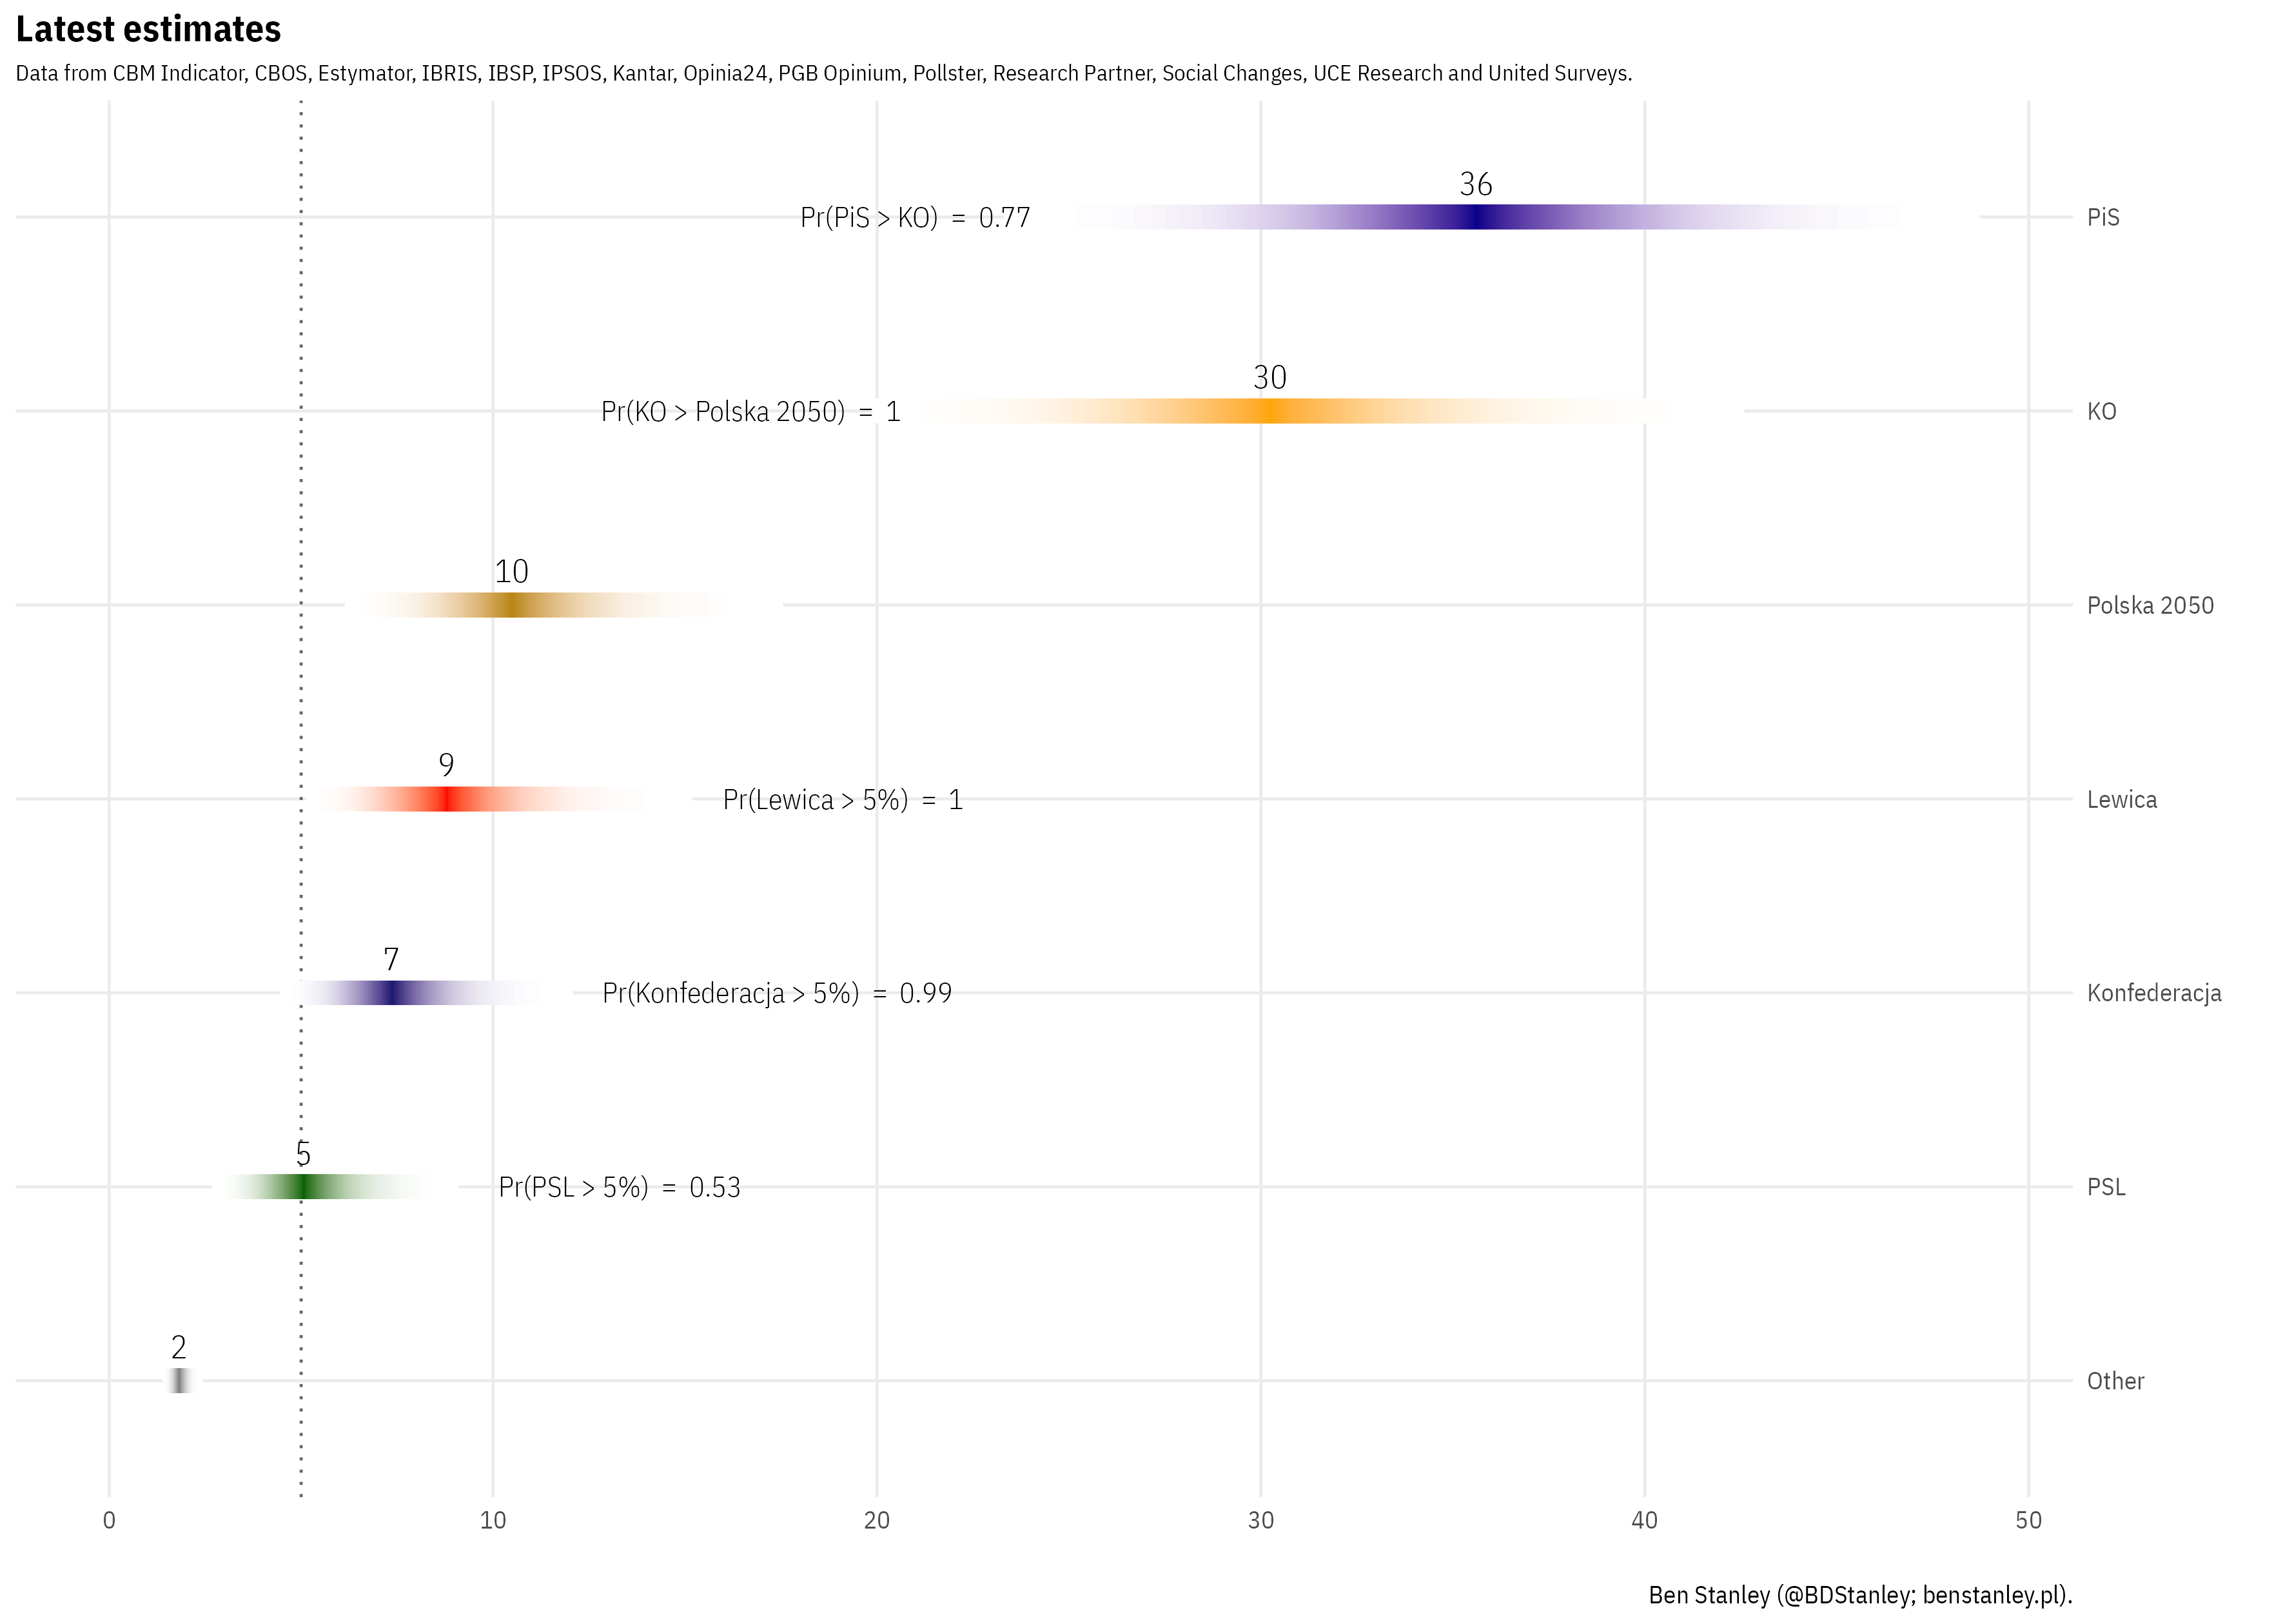 Latest estimates
Data from CBM Indicator, CBOS, Estymator, IBRIS, IBSP, IPSOS, Kantar, Opinia24, PGB Opinium, Pollster, Research Partner, Social Changes, UCE Research and United Surveys.
36
Pr(PiS > KO) = 0.77
PiS
30
Pr(KO > Polska 2050) = 1
KO
10
Polska 2050
9
Pr(Lewica > 5%) = 1
Lewica
7
Pr(Konfederacja > 5%) = 0.99
Konfederacja
5
Pr(PSL > 5%) = 0.53
PSL
2
Other
0 10 20 30 40 50
Ben Stanley (@BDStanley; benstanley.pl).